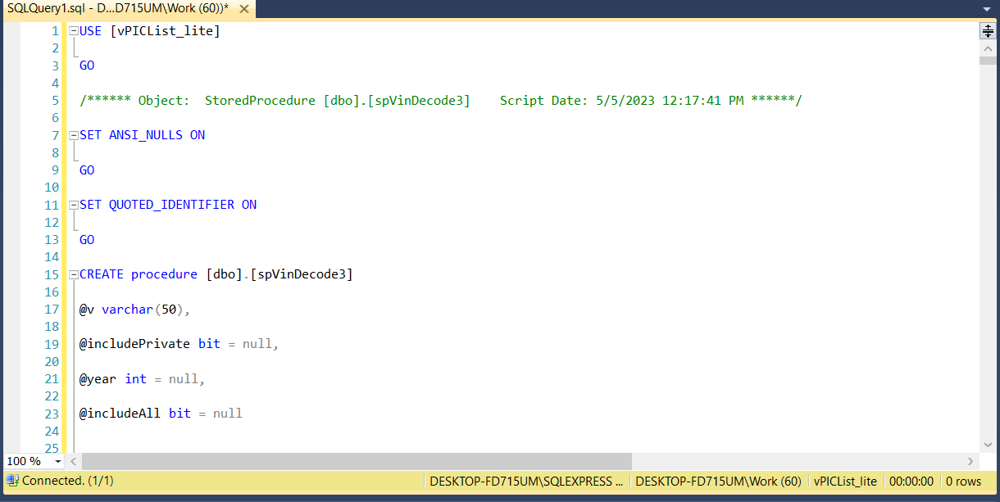 SQLQuery1.sql - D...D715UM\Work (60))*
1 USE [vPICList_lite]
2
3 GO
4
5 /****** Object:  StoredProcedure [dbo].[spVinDecode3]    Script Date: 5/5/2023 12:17:41 PM ******/
6
7 SET ANSI_NULLS ON
8
9 GO
10
11 SET QUOTED_IDENTIFIER ON
12
13 GO
14
15 CREATE procedure [dbo].[spVinDecode3]
16
17 @v varchar(50),
18
19 @includePrivate bit = null,
20
21 @year int = null,
22
23 @includeAll bit = null
24
25
100 %
Connected. (1/1) DESKTOP-FD715UM\SQLEXPRESS ... DESKTOP-FD715UM\Work (60) vPICList_lite 00:00:00 0 rows